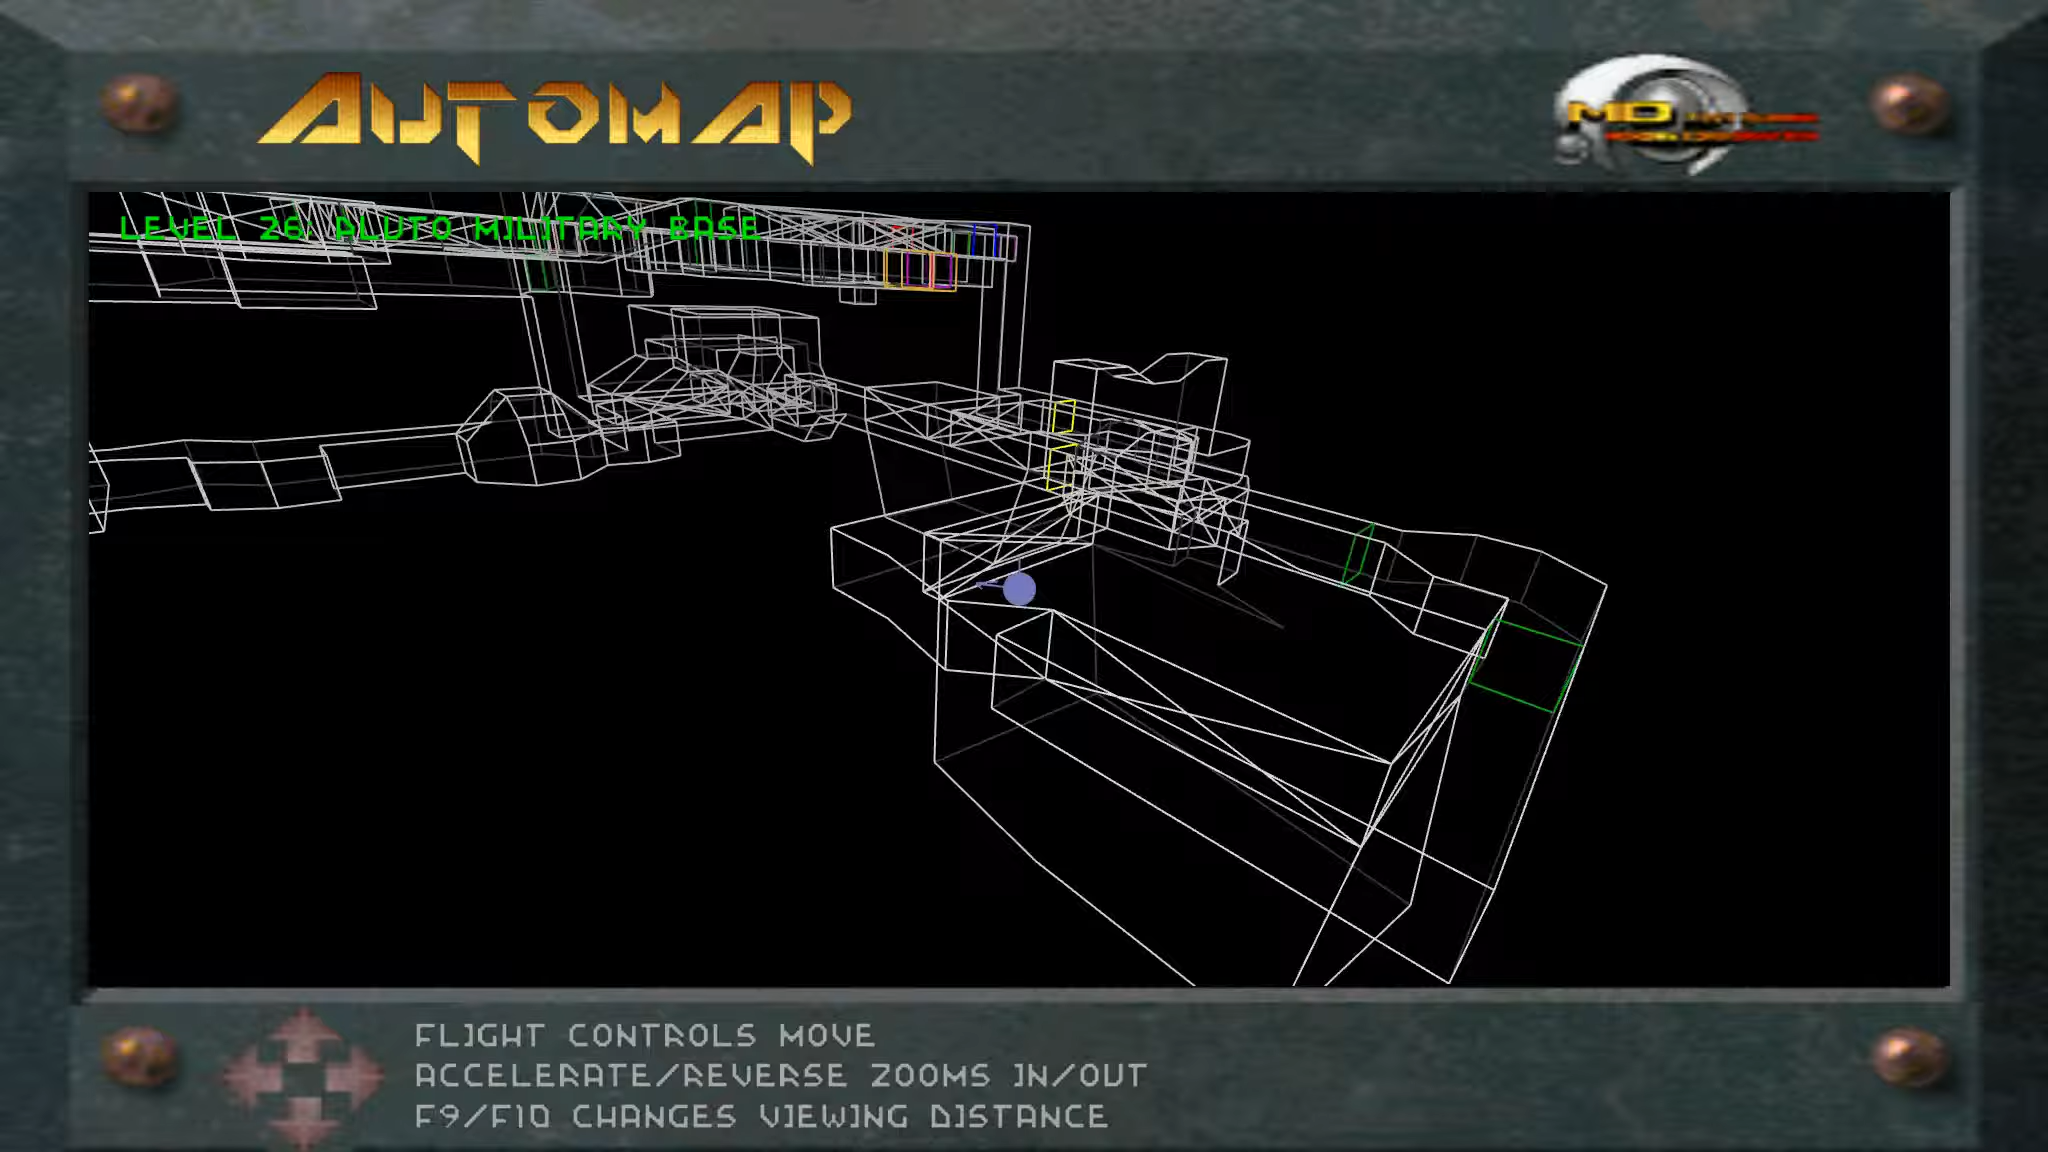 AUTOMAP
MD
LEVEL 26: PLUTO MILITARY BASE
FLIGHT CONTROLS MOVE
ACCELERATE/REVERSE ZOOMS IN/OUT
F9/F10 CHANGES VIEWING DISTANCE